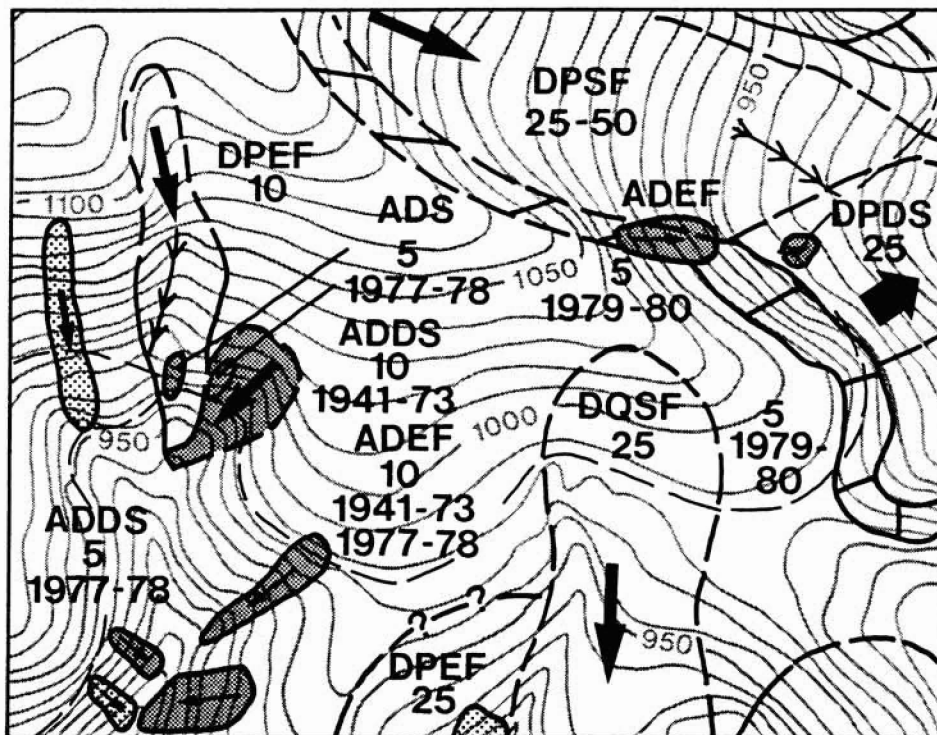 DPSF
25-50
950
DPEF
10
ADEF
1100
ADS
5
1977-78
DPDS
25
1050
5
1979-80
ADDS
10
1941-73
DQSF
25
1000
950
5
1979-
80
ADEF
10
1941-73
1977-78
ADDS
5
1977-78
?
?
950
DPEF
25